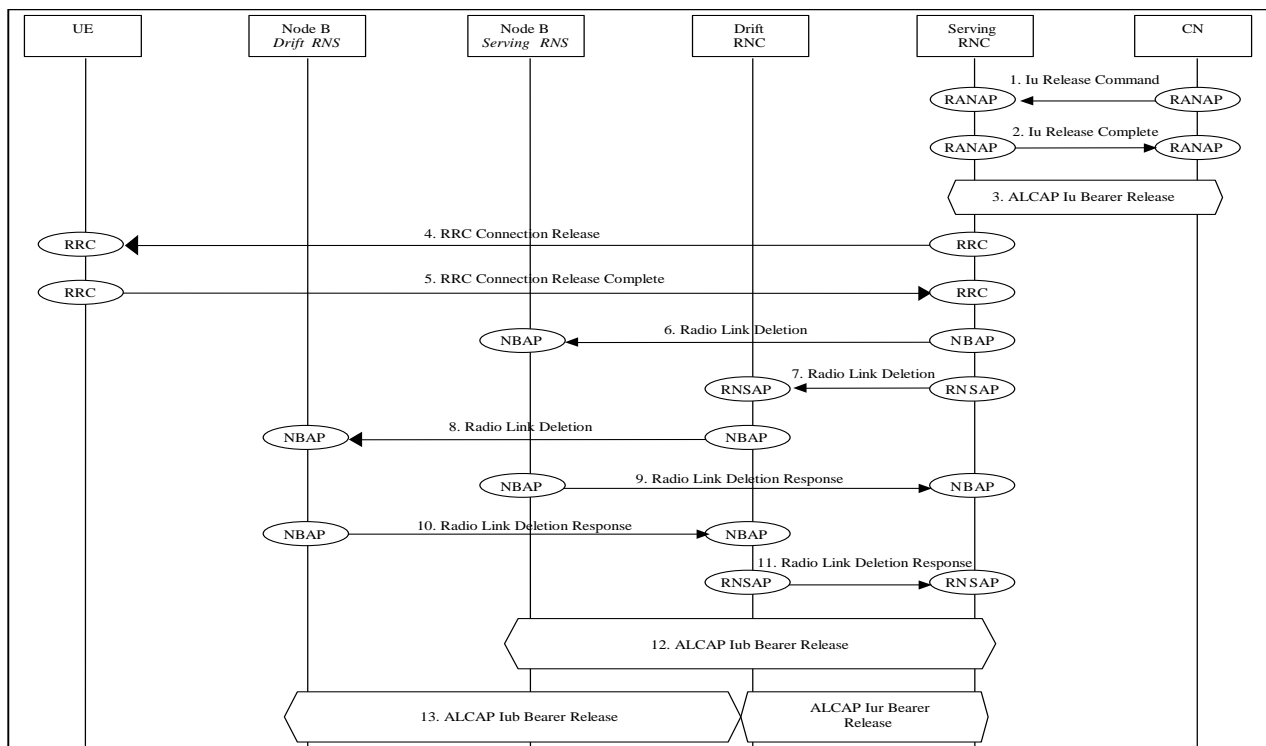 UE
Node B
Drift RNS
Node B
Serving RNS
Drift
RNC
Serving
RNC
CN
1. Iu Release Command
RANAP
RANAP
2. Iu Release Complete
RANAP
RANAP
3. ALCAP Iu Bearer Release
4. RRC Connection Release
RRC
RRC
5. RRC Connection Release Complete
RRC
RRC
6. Radio Link Deletion
NBAP
NBAP
7. Radio Link Deletion
RNSAP
RNSAP
8. Radio Link Deletion
NBAP
NBAP
9. Radio Link Deletion Response
NBAP
NBAP
10. Radio Link Deletion Response
NBAP
NBAP
11. Radio Link Deletion Response
RNSAP
RNSAP
12. ALCAP Iub Bearer Release
13. ALCAP Iub Bearer Release
ALCAP Iur Bearer
Release